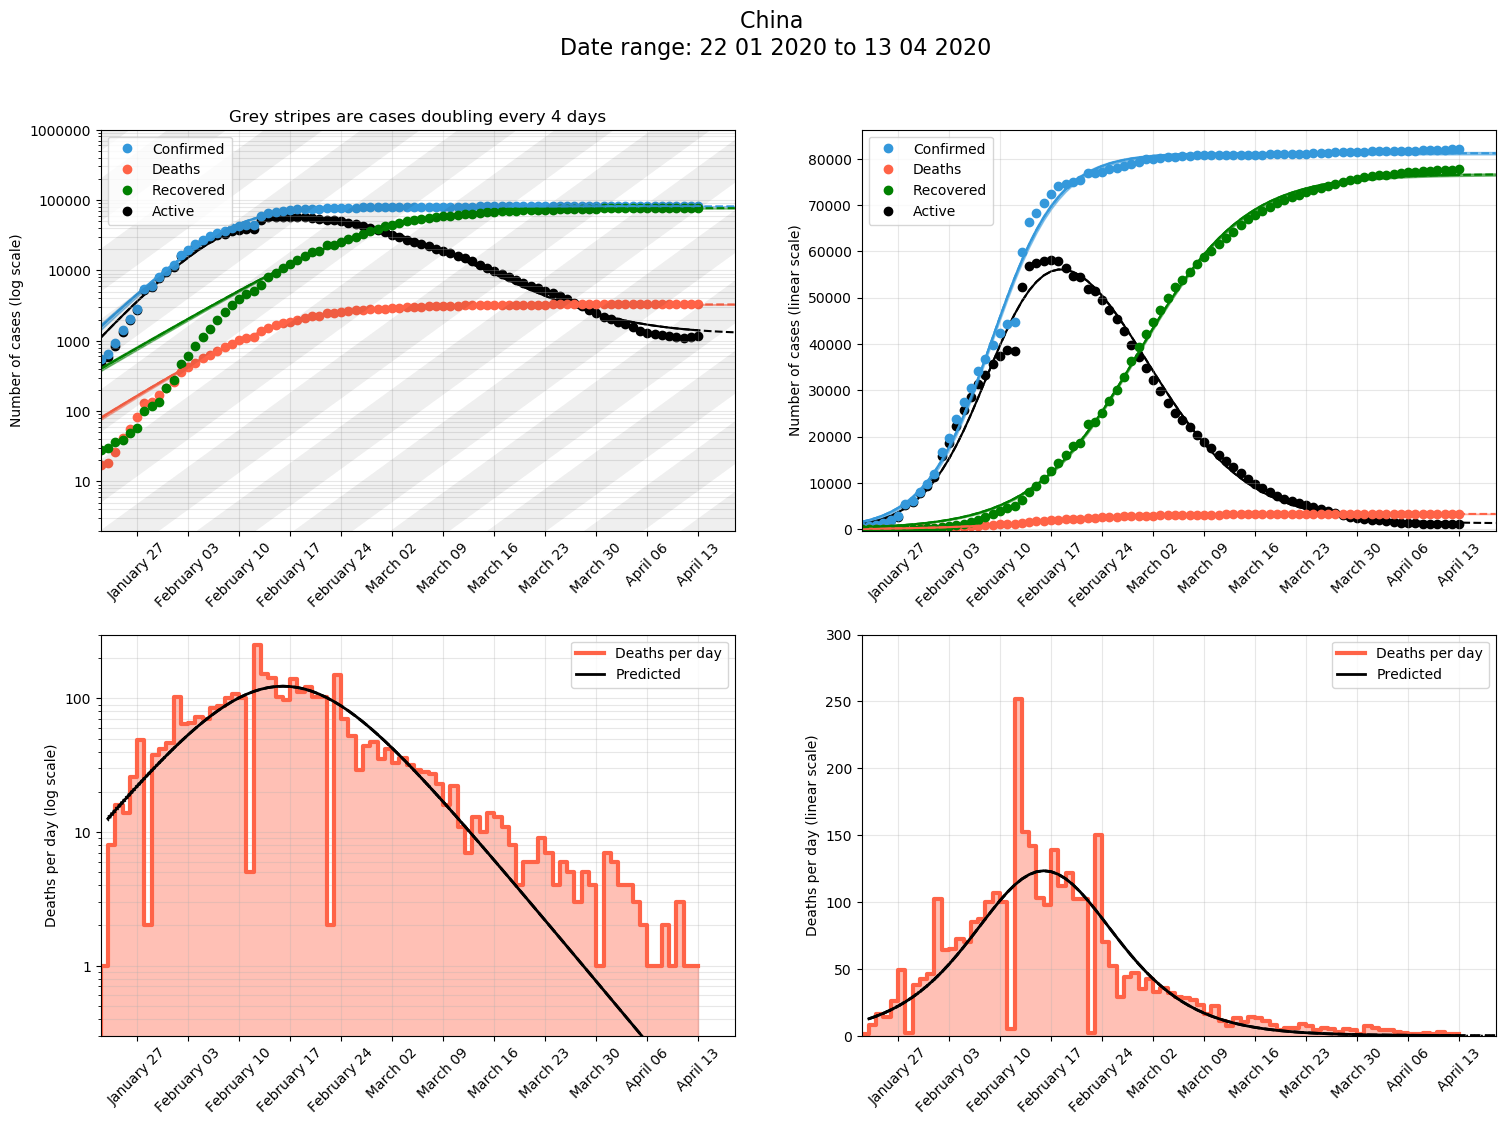 China
Date range: 22 01 2020 to 13 04 2020
Grey stripes are cases doubling every 4 days
Number of cases (log scale)
1000000
100000
10000
1000
100
10
Confirmed
Deaths
Recovered
Active
January 27
February 03
February 10
February 17
February 24
March 02
March 09
March 16
March 23
March 30
April 06
April 13
Number of cases (linear scale)
80000
70000
60000
50000
40000
30000
20000
10000
0
Confirmed
Deaths
Recovered
Active
January 27
February 03
February 10
February 17
February 24
March 02
March 09
March 16
March 23
March 30
April 06
April 13
Deaths per day (log scale)
100
10
1
Deaths per day
Predicted
January 27
February 03
February 10
February 17
February 24
March 02
March 09
March 16
March 23
March 30
April 06
April 13
Deaths per day (linear scale)
300
250
200
150
100
50
0
Deaths per day
Predicted
January 27
February 03
February 10
February 17
February 24
March 02
March 09
March 16
March 23
March 30
April 06
April 13